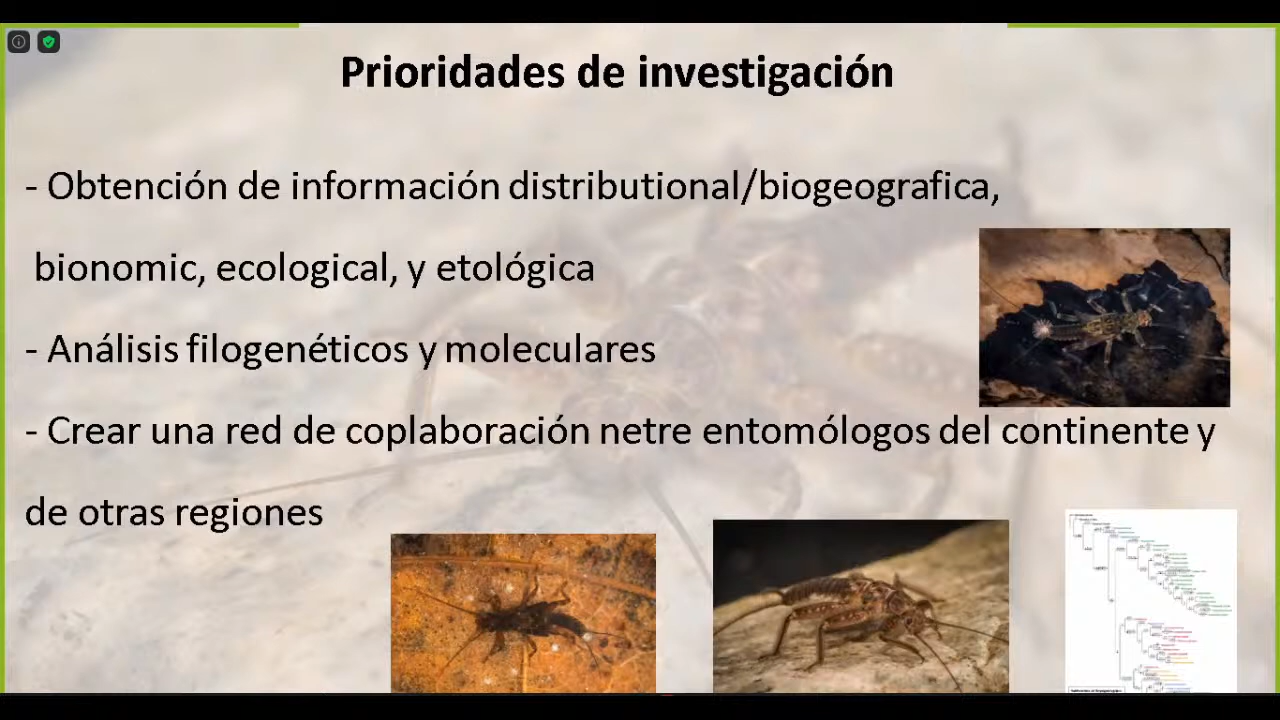 Prioridades de investigación
- Obtención de información distributional/biogeografica,
bionomic, ecological, y etológica
- Análisis filogenéticos y moleculares
- Crear una red de coplaboración netre entomólogos del continente y
de otras regiones